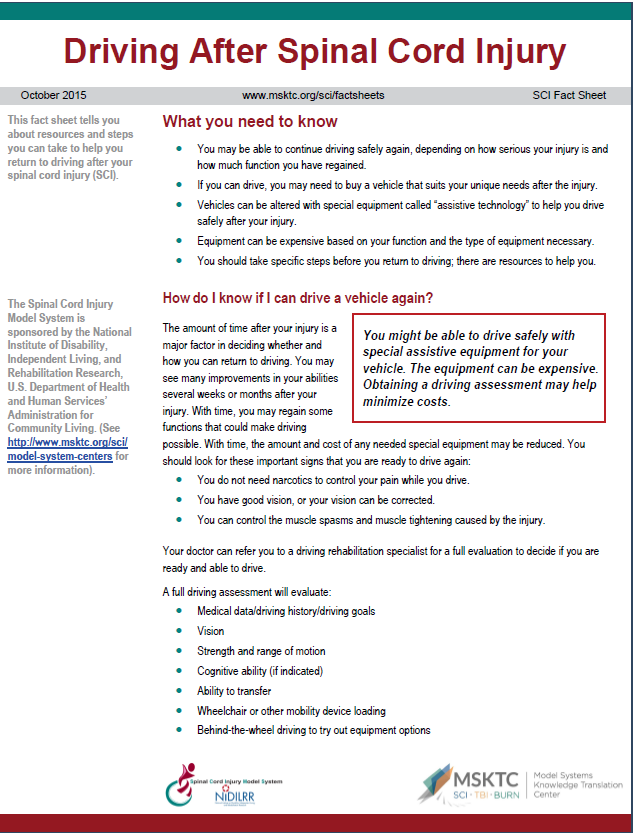 Driving After Spinal Cord Injury
October 2015
www.msktc.org/sci/factsheets
SCI Fact Sheet
This fact sheet tells you
about resources and steps
you can take to help you
return to driving after your
spinal cord injury (SCI).
The Spinal Cord Injury
Model System is
sponsored by the National
Institute of Disability,
Independent Living, and
Rehabilitation Research,
U.S. Department of Health
and Human Services'
Administration for
Community Living. (See
http://www.msktc.org/sci/
model-system-centers for
more information).
What you need to know
• You may be able to continue driving safely again, depending on how serious your injury is and
how much function you have regained.
• If you can drive, you may need to buy a vehicle that suits your unique needs after the injury.
• Vehicles can be altered with special equipment called “assistive technology” to help you drive
safely after your injury.
• Equipment can be expensive based on your function and the type of equipment necessary.
• You should take specific steps before you return to driving; there are resources to help you.
How do I know if I can drive a vehicle again?
The amount of time after your injury is a
major factor in deciding whether and
how you can return to driving. You may
see many improvements in your abilities
several weeks or months after your
injury. With time, you may regain some
functions that could make driving
possible. With time, the amount and cost of any needed special equipment may be reduced. You
should look for these important signs that you are ready to drive again:
You might be able to drive safely with
special assistive equipment for your
vehicle. The equipment can be expensive.
Obtaining a driving assessment may help
minimize costs.
• You do not need narcotics to control your pain while you drive.
• You have good vision, or your vision can be corrected.
• You can control the muscle spasms and muscle tightening caused by the injury.
Your doctor can refer you to a driving rehabilitation specialist for a full evaluation to decide if you are
ready and able to drive.
A full driving assessment will evaluate:
• Medical data/driving history/driving goals
• Vision
• Strength and range of motion
• Cognitive ability (if indicated)
• Ability to transfer
• Wheelchair or other mobility device loading
• Behind-the-wheel driving to try out equipment options
Spinal Cord Injury Model System
NIDILRR
MSKTC
SCI · TBI · BURN
Model Systems
Knowledge Translation
Center